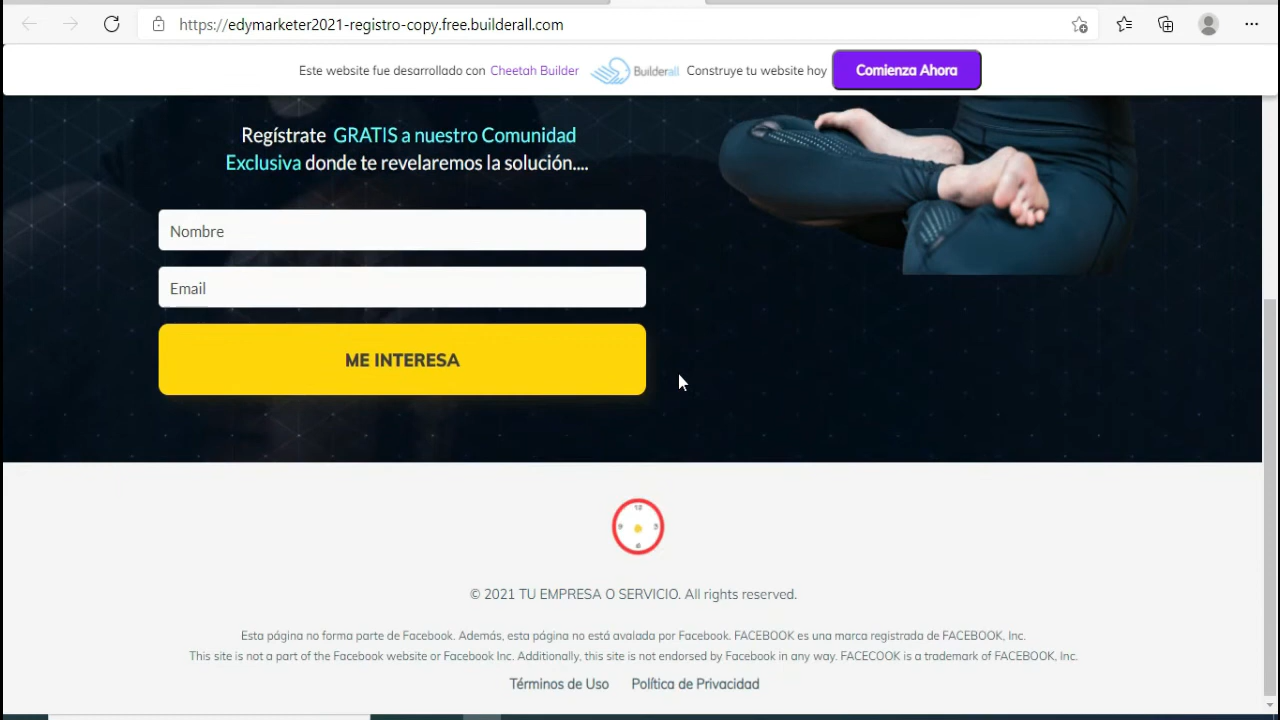 https://edymarketer2021-registro-copy.free.builderall.com
Este website fue desarrollado con Cheetah Builder Builderall Construye tu website hoy Comienza Ahora
Regístrate GRATIS a nuestro Comunidad
Exclusiva donde te revelaremos la solución....
Nombre
Email
ME INTERESA
12
9 3
6
© 2021 TU EMPRESA O SERVICIO. All rights reserved.
Esta página no forma parte de Facebook. Además, esta página no está avalada por Facebook. FACEBOOK es una marca registrada de FACEBOOK, Inc.
This site is not a part of the Facebook website or Facebook Inc. Additionally, this site is not endorsed by Facebook in any way. FACECOOK is a trademark of FACEBOOK, Inc.
Términos de Uso Política de Privacidad